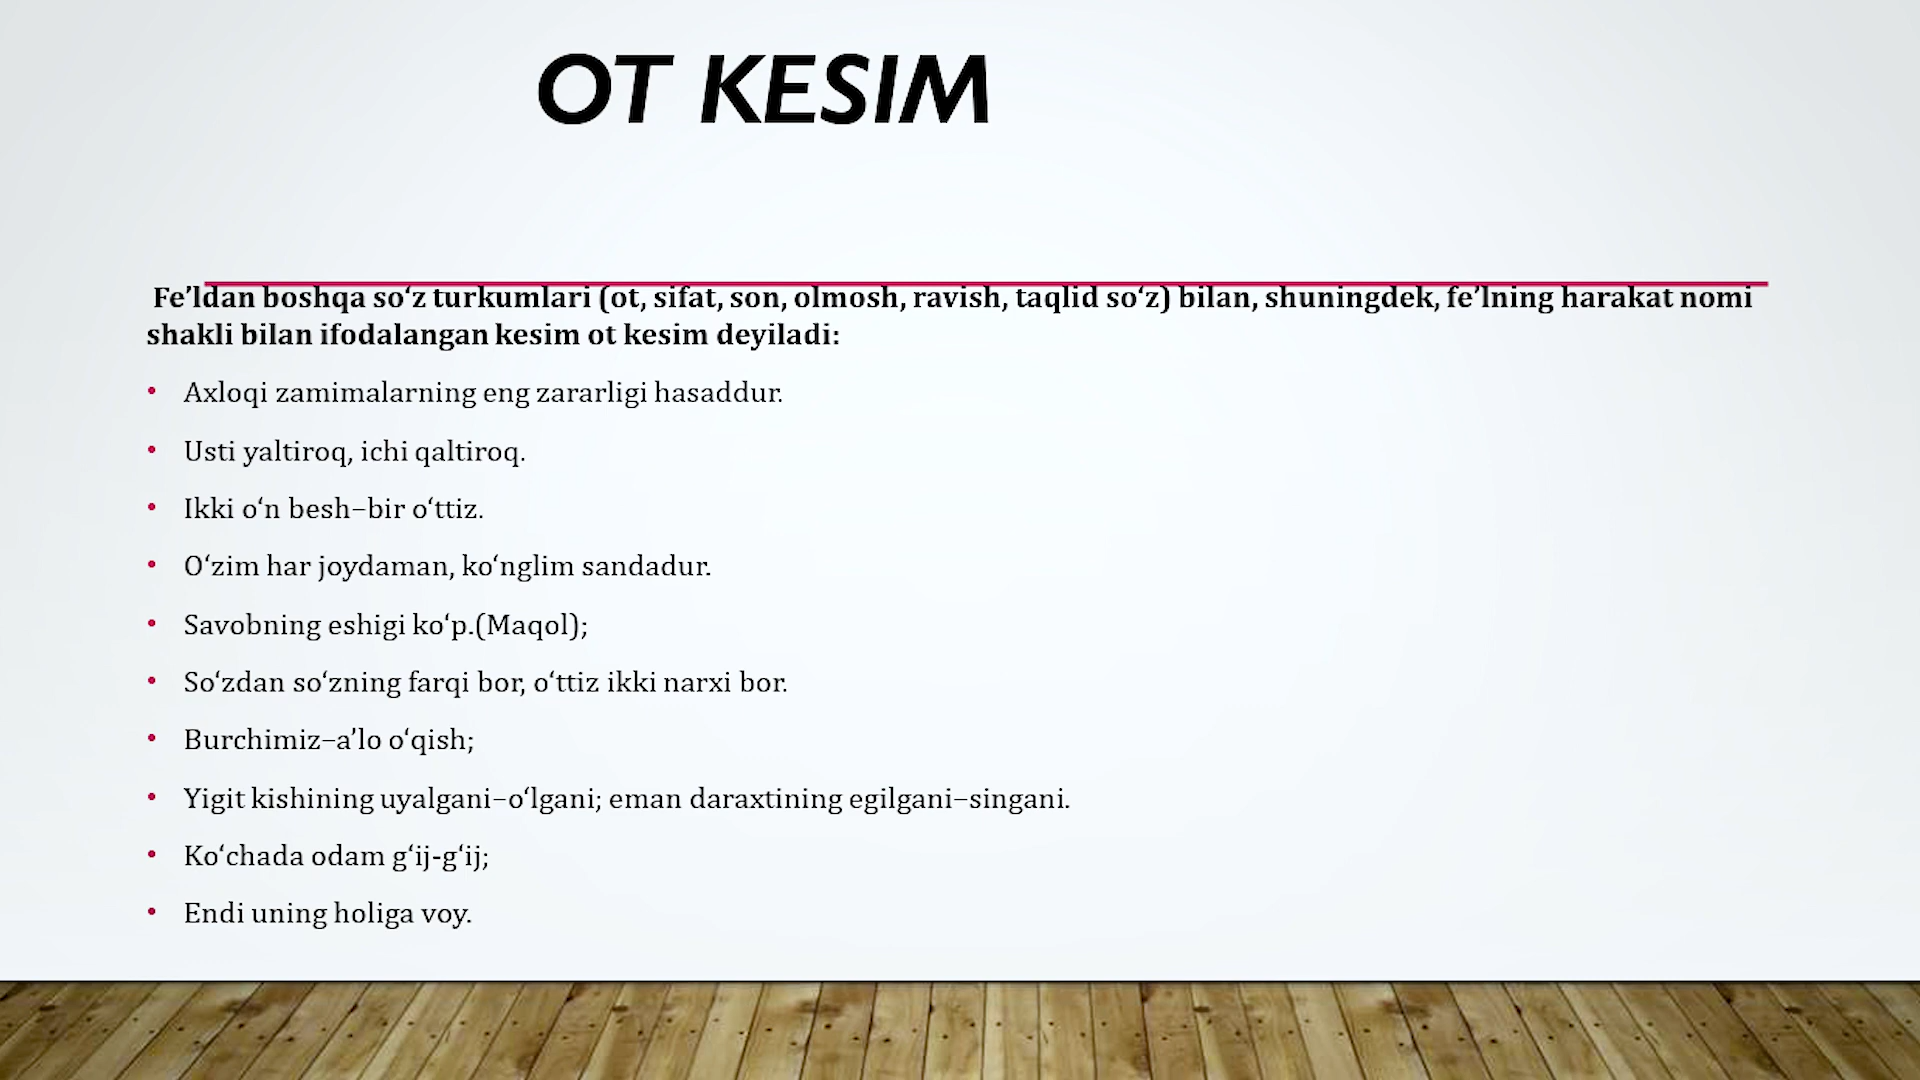 OT KESIM
Fe’ldan boshqa so‘z turkumlari (ot, sifat, son, olmosh, ravish, taqlid so‘z) bilan, shuningdek, fe’lning harakat nomi
shakli bilan ifodalangan kesim ot kesim deyiladi:
• Axloqi zamimalarning eng zararligi hasaddur.
• Usti yaltiroq, ichi qaltiroq.
• Ikki o‘n besh–bir o‘ttiz.
• O‘zim har joydaman, ko‘nglim sandadur.
• Savobning eshigi ko‘p.(Maqol);
• So‘zdan so‘zning farqi bor, o‘ttiz ikki narxi bor.
• Burchimiz–a’lo o‘qish;
• Yigit kishining uyalgani–o‘lgani; eman daraxtining egilgani–singani.
• Ko‘chada odam g‘ij-g‘ij;
• Endi uning holiga voy.